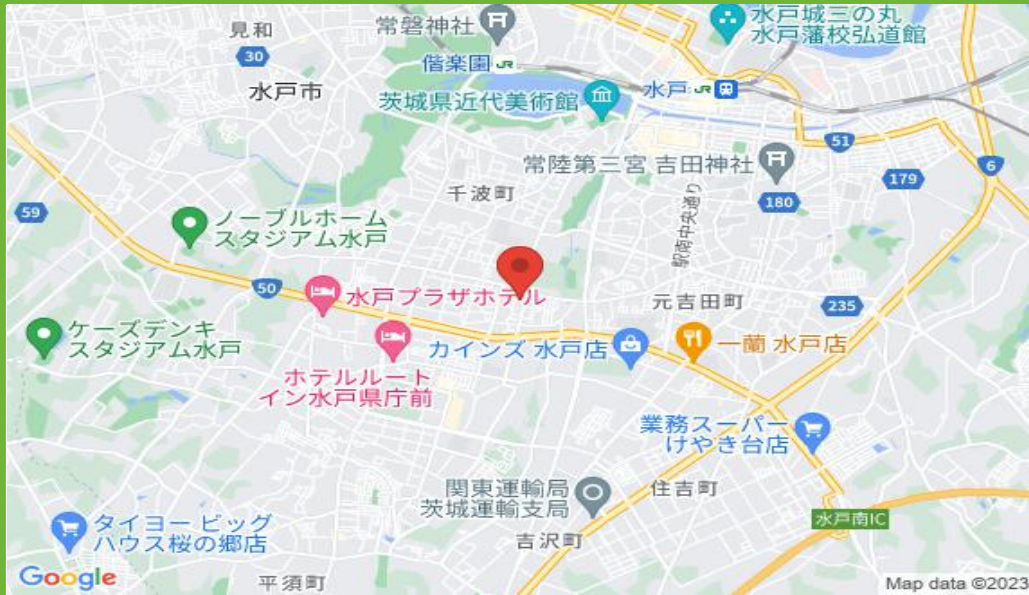 見和
常磐神社
水戸城三の丸
水戸藩校弘道館
30
偕楽園 JR
水戸市
茨城県近代美術館
水戸 JR
51
6
常陸第三宮 吉田神社
179
千波町
180
59
駅南中央通り
ノーブルホーム
スタジアム水戸
50
水戸プラザホテル
元吉田町
235
ケーズデンキ
スタジアム水戸
カインズ 水戸店
一蘭 水戸店
ホテルルート
イン水戸県庁前
業務スーパー
けやき台店
関東運輸局
茨城運輸支局
住吉町
水戸南IC
タイヨー ビッグ
ハウス桜の郷店
吉沢町
Google
平須町
Map data ©2023